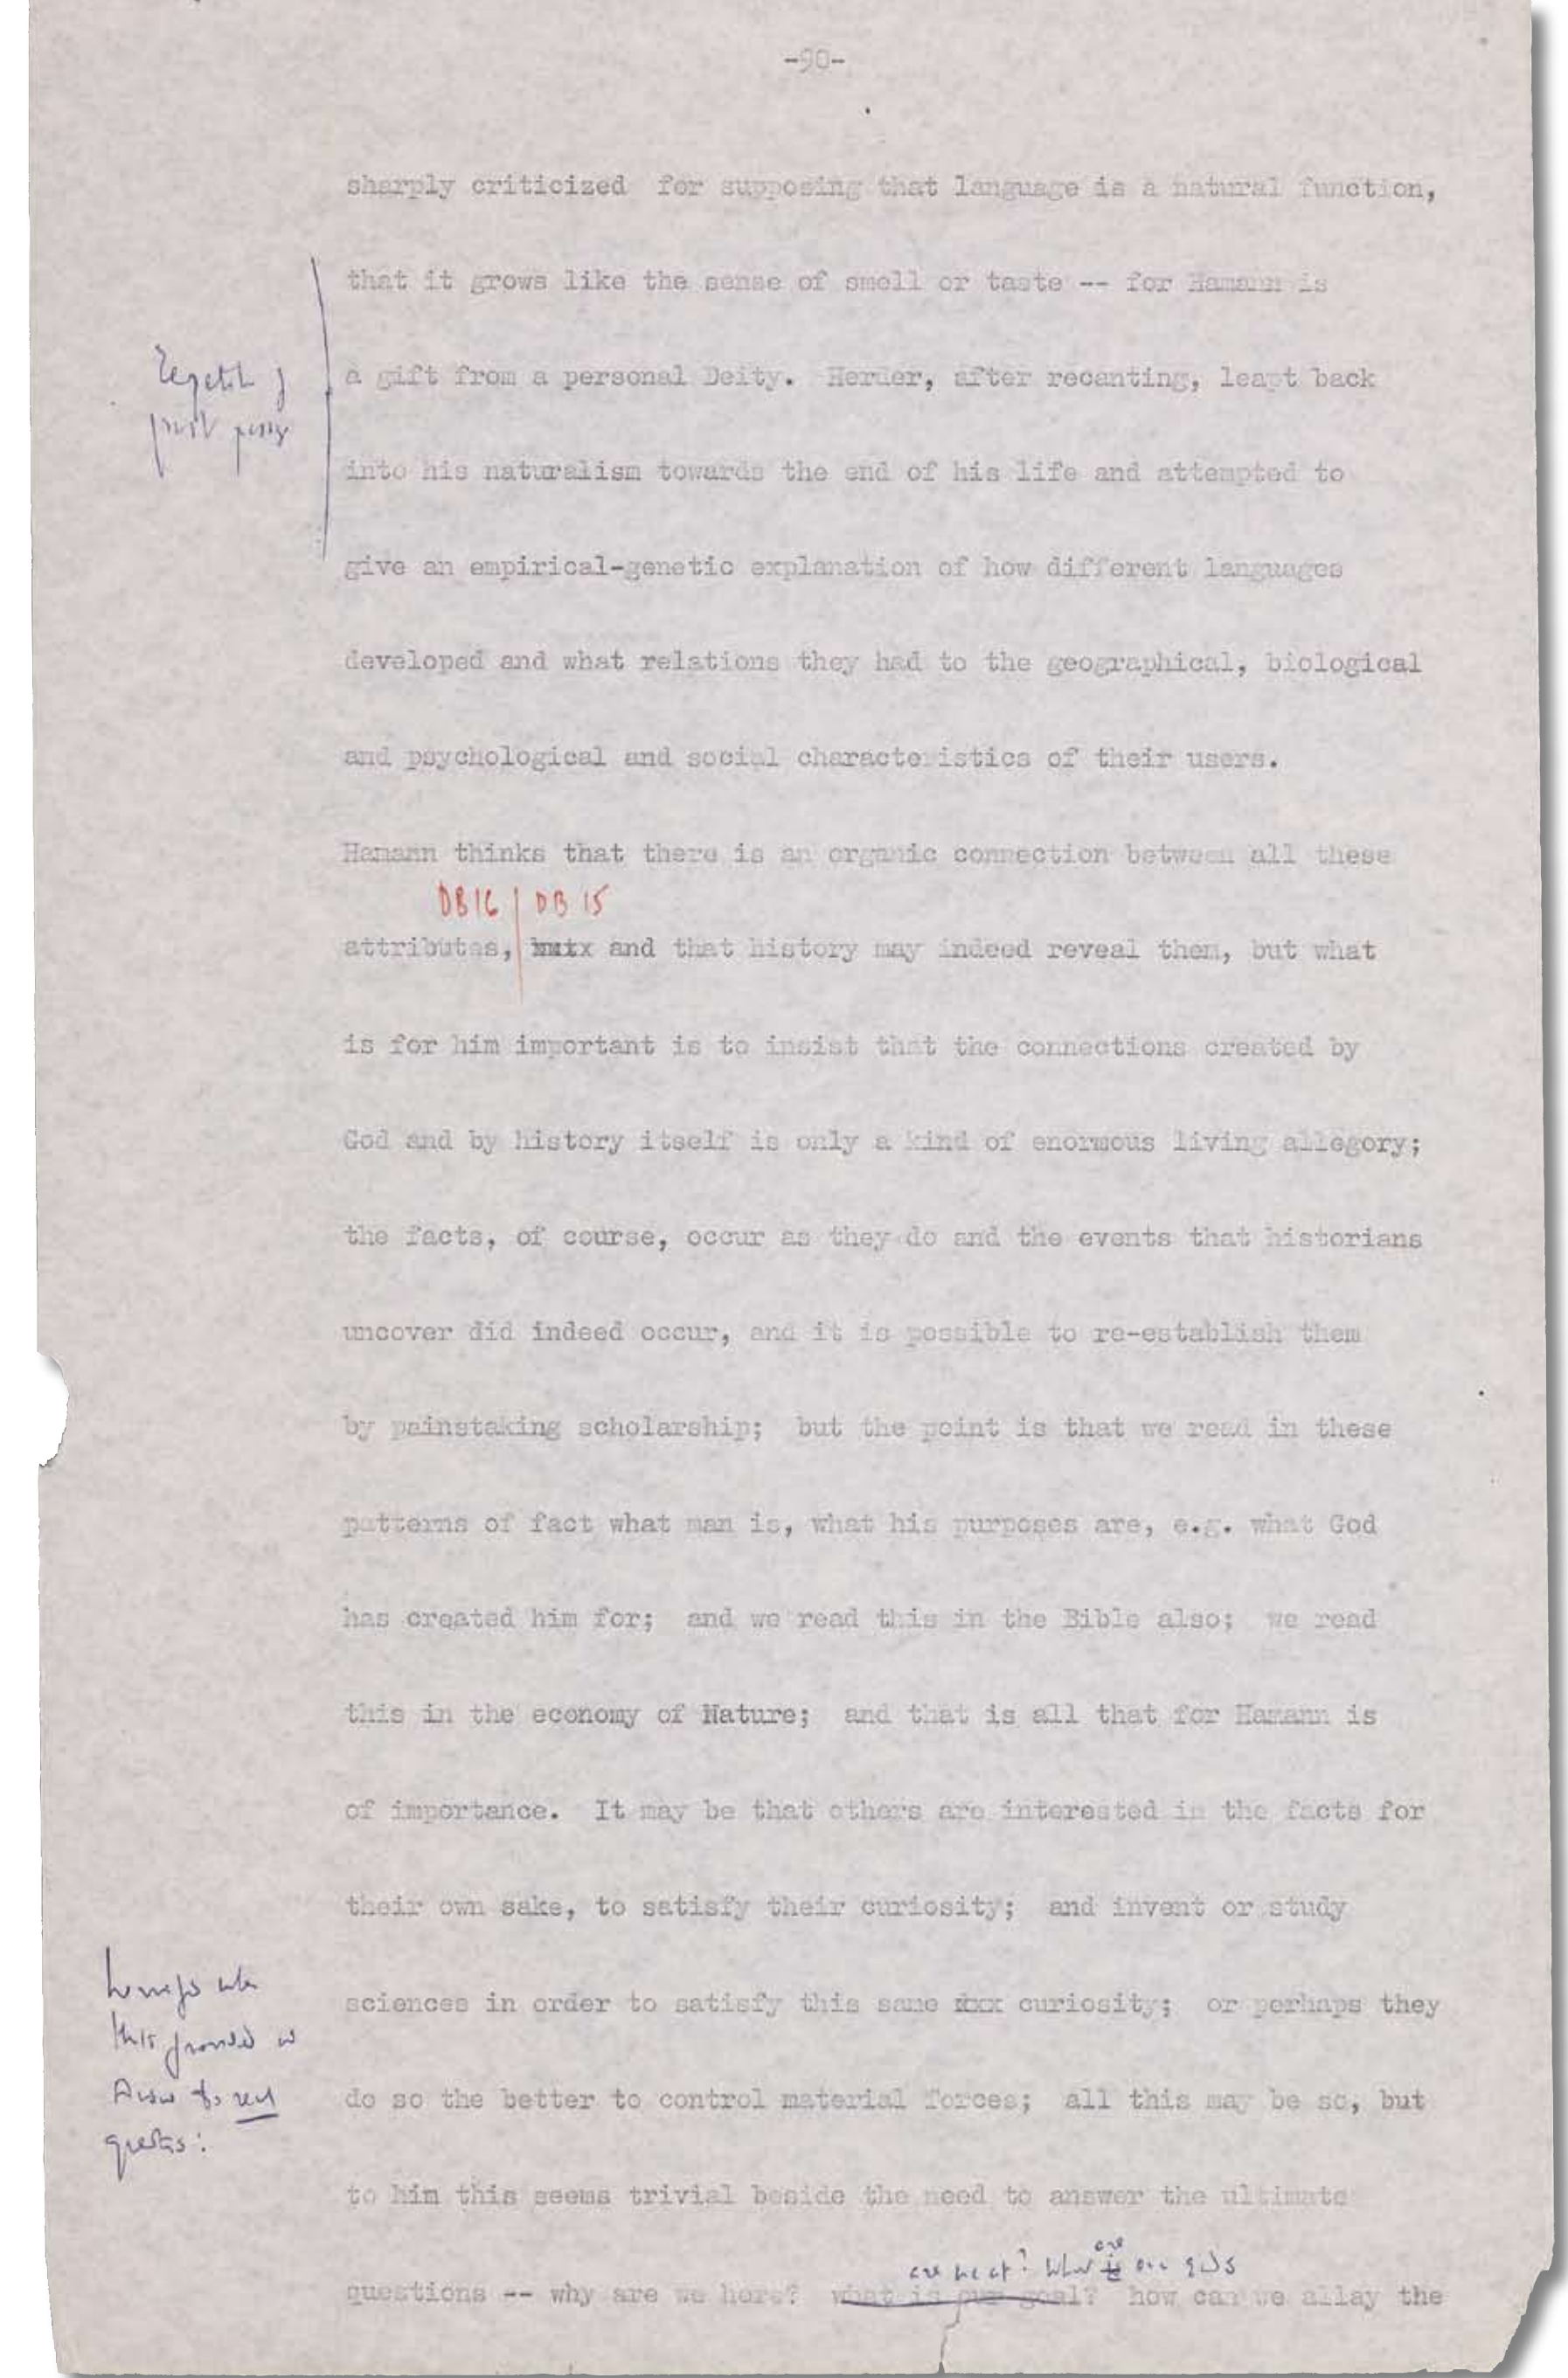 -90-
sharply criticized for supposing that language is a natural function,
that it grows like the sense of smell or taste -- for Hamann is
a gift from a personal Deity. Herder, after recanting, leapt back
into his naturalism towards the end of his life and attempted to
give an empirical-genetic explanation of how different languages
developed and what relations they had to the geographical, biological
and psychological and social characteristics of their users.
Hamann thinks that there is an organic connection between all these
DB16 | DB 15
attributes, and that history may indeed reveal them, but what
is for him important is to insist that the connections created by
God and by history itself is only a kind of enormous living allegory;
the facts, of course, occur as they do and the events that historians
uncover did indeed occur, and it is possible to re-establish them
by painstaking scholarship; but the point is that we read in these
patterns of fact what man is, what his purposes are, e.g. what God
has created him for; and we read this in the Bible also; we read
this in the economy of Nature; and that is all that for Hamann is
of importance. It may be that others are interested in the facts for
their own sake, to satisfy their curiosity; and invent or study
sciences in order to satisfy this same xxx curiosity; or perhaps they
this
do so the better to control material forces; all this may be so, but
to real
to him this seems trivial beside the need to answer the ultimate
are
questions -- why are we here? what is our goal? how can we allay the